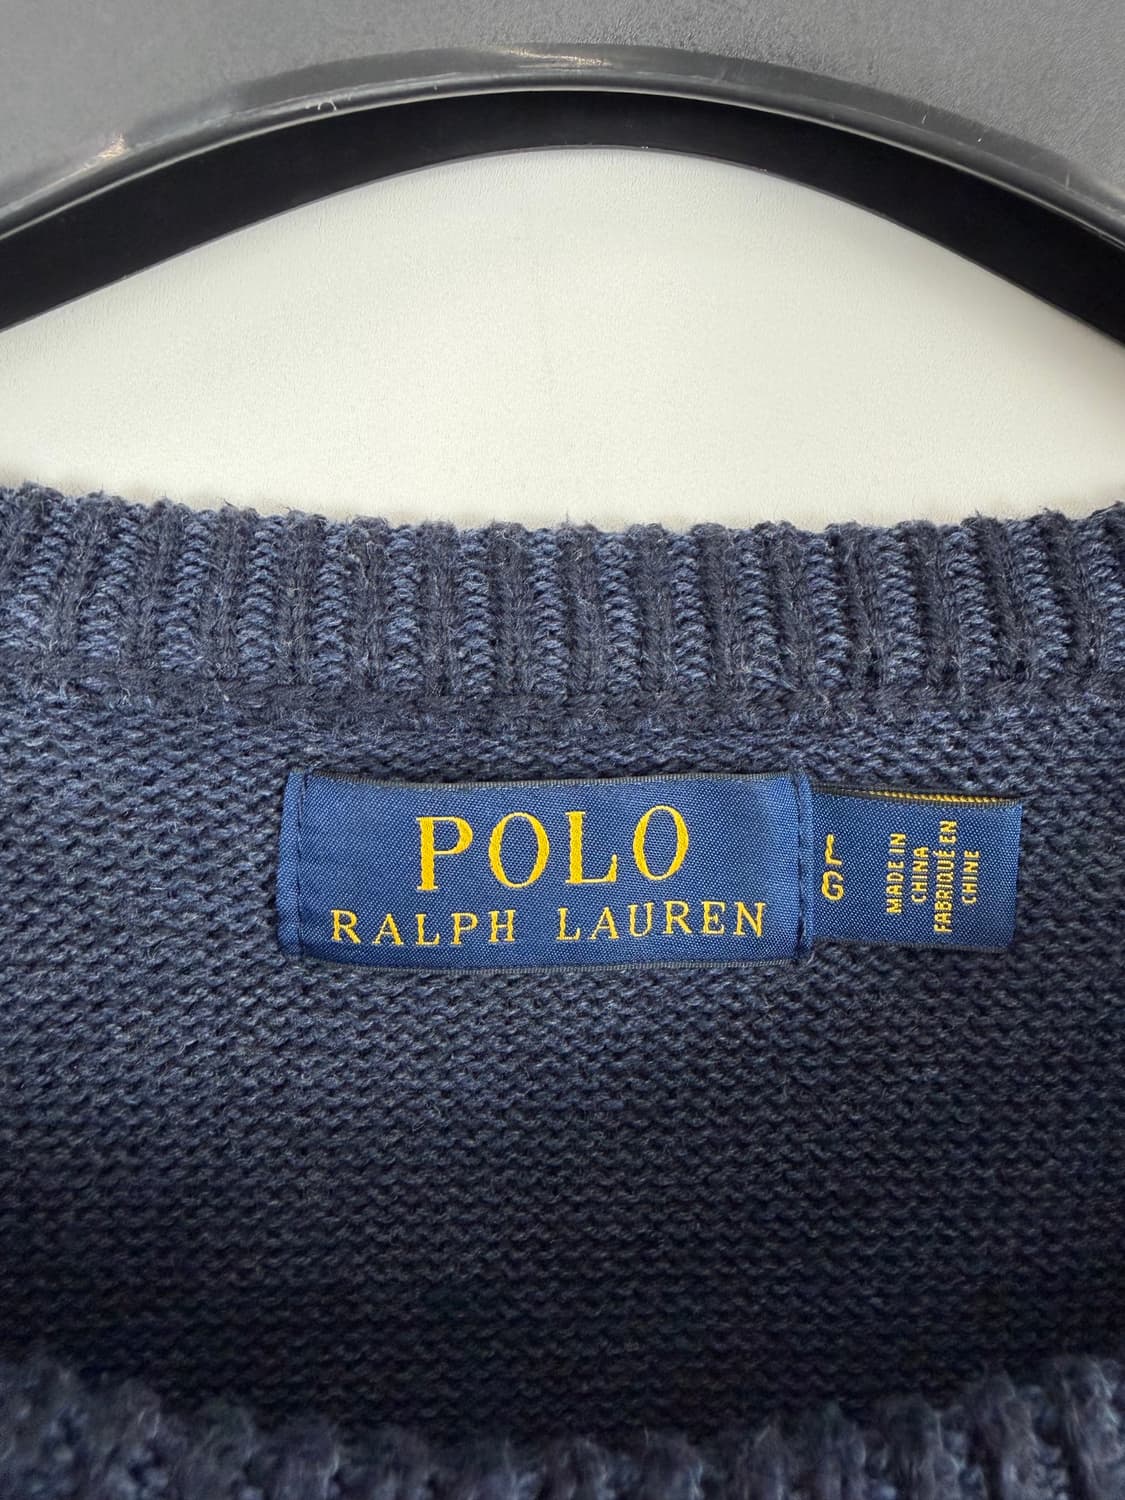 POLO
RALPH LAUREN
L
G
MADE IN
CHINA
FABRIQUÉ EN
CHINE